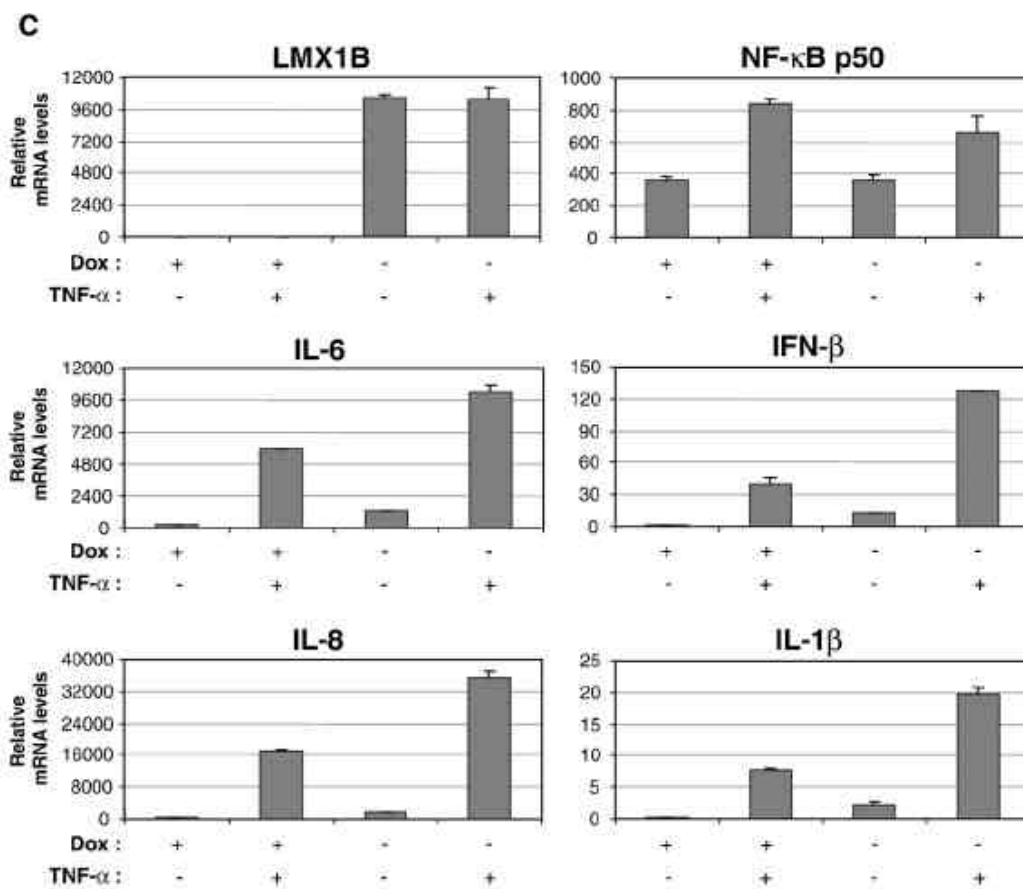 C
LMX1B
NF-κB p50
Relative
mRNA levels
12000
9600
7200
4800
2400
0
1000
800
600
400
200
0
Dox : + + - -
TNF-α : - + - +
+ + - -
- + - +
IL-6
IFN-β
Relative
mRNA levels
12000
9600
7200
4800
2400
0
150
120
90
60
30
0
Dox : + + - -
TNF-α : - + - +
+ + - -
- + - +
IL-8
IL-1β
Relative
mRNA levels
40000
32000
24000
16000
8000
0
25
20
15
10
5
0
Dox : + + - -
TNF-α : - + - +
+ + - -
- + - +